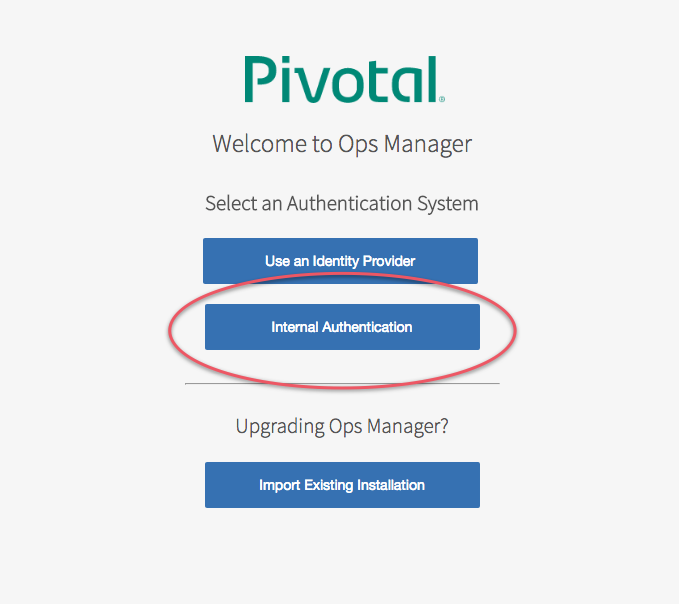 Pivotal®
Welcome to Ops Manager
Select an Authentication System
Use an Identity Provider
Internal Authentication
Upgrading Ops Manager?
Import Existing Installation